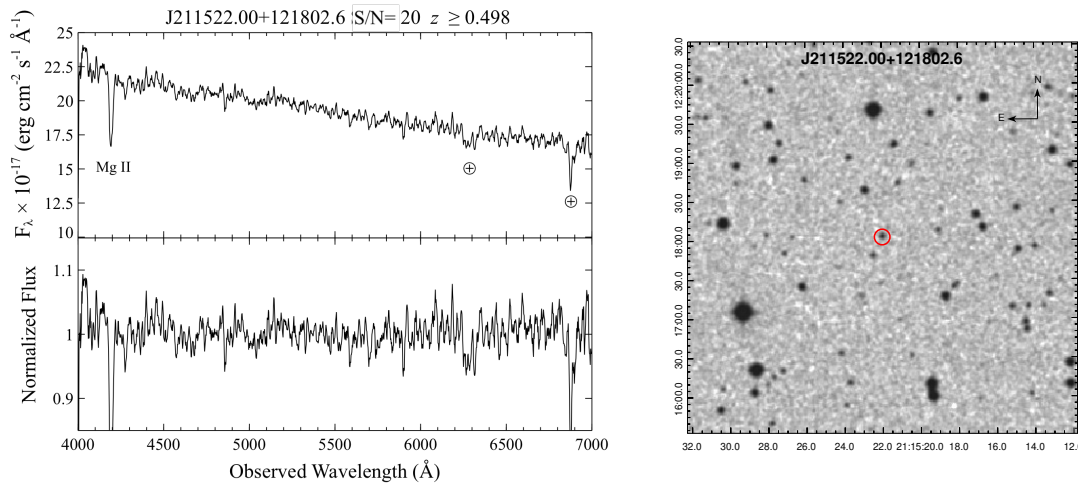 J211522.00+121802.6 S/N= 20 z ≥ 0.498
25
22.5
20
17.5
15
12.5
10
F_λ × 10^-17 (erg cm^-2 s^-1 Å^-1)
Mg II
⊕
⊕
1.1
1
0.9
Normalized Flux
4000 4500 5000 5500 6000 6500 7000
Observed Wavelength (Å)
J211522.00+121802.6
N
E
30.0
12:20:00.0
30.0
19:00.0
30.0
18:00.0
30.0
17:00.0
30.0
16:00.0
32.0 30.0 28.0 26.0 24.0 22.0 21:15:20.0 18.0 16.0 14.0 12.0